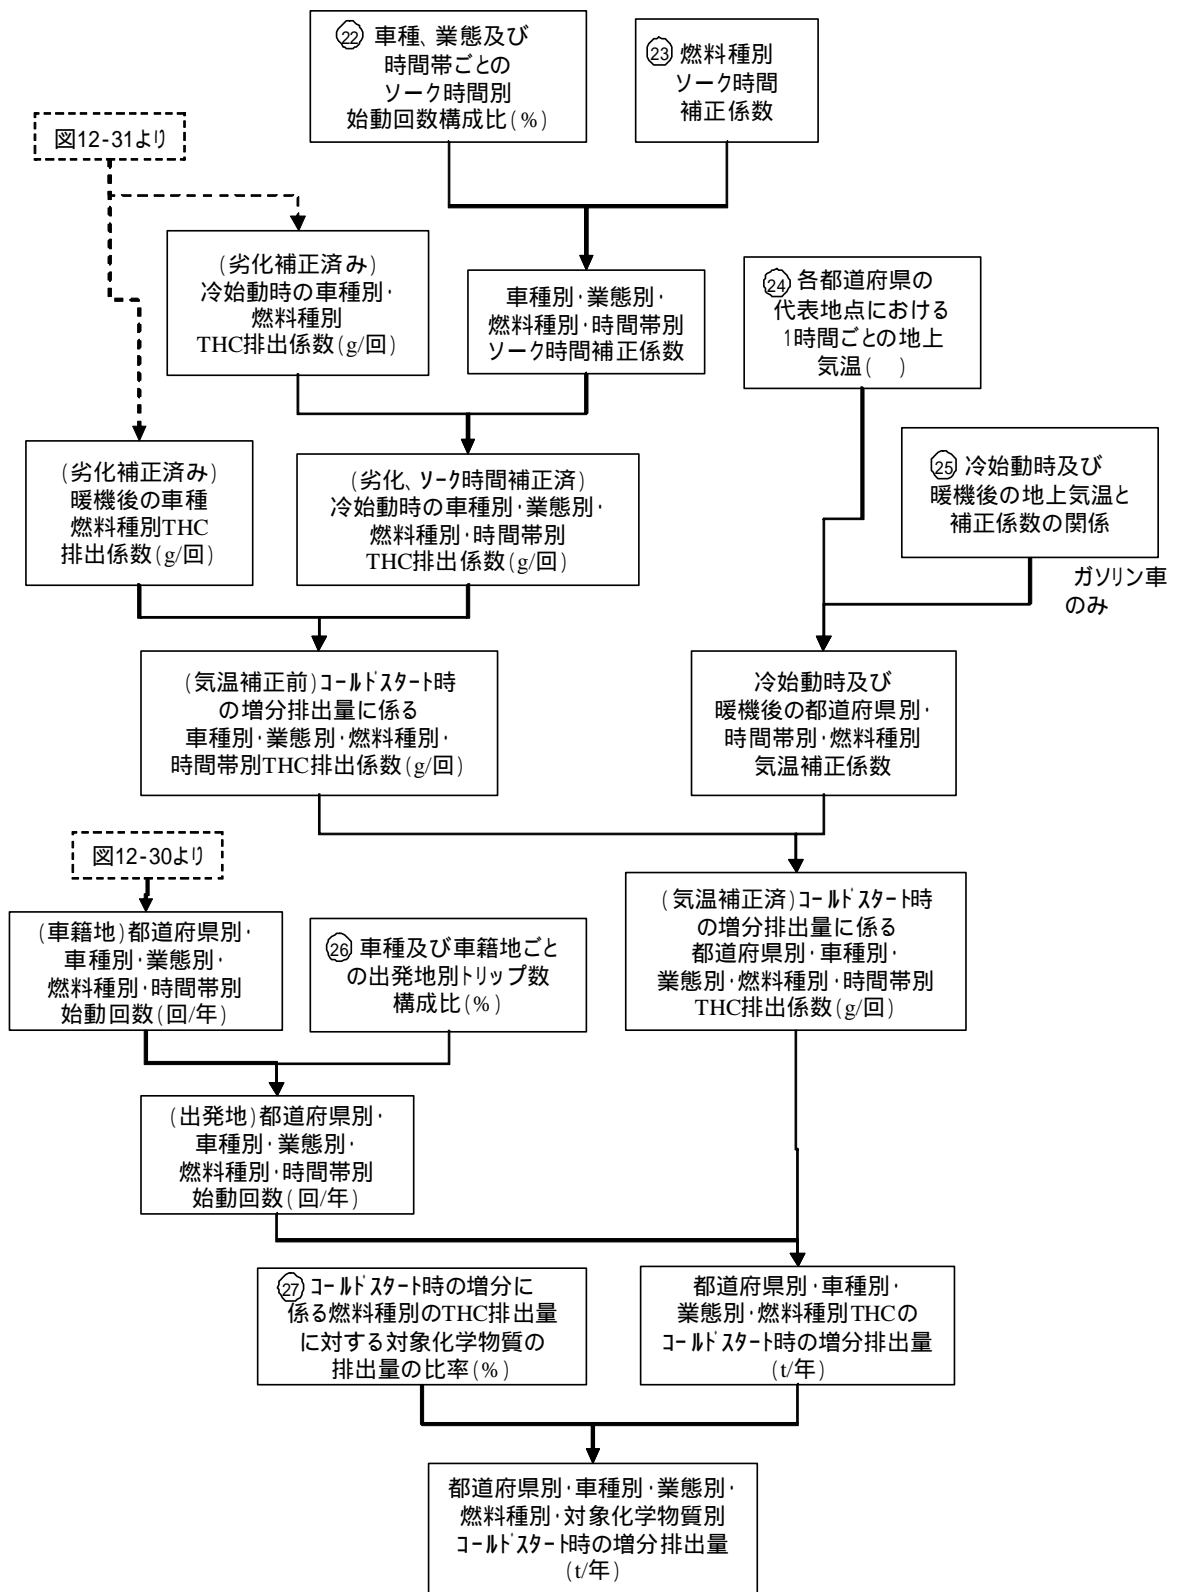 ㉒ 車種、業態及び
時間帯ごとの
ソーク時間別
始動回数構成比(%)
㉓ 燃料種別
ソーク時間
補正係数
図12-31より
(劣化補正済み)
冷始動時の車種別・
燃料種別
THC排出係数(g/回)
車種別・業態別・
燃料種別・時間帯別
ソーク時間補正係数
㉔ 各都道府県の
代表地点における
1時間ごとの地上
気温( )
(劣化補正済み)
暖機後の車種
燃料種別THC
排出係数(g/回)
(劣化、ソーク時間補正済)
冷始動時の車種別・業態別・
燃料種別・時間帯別
THC排出係数(g/回)
㉕ 冷始動時及び
暖機後の地上気温と
補正係数の関係
ガソリン車
のみ
(気温補正前)コールドスタート時
の増分排出量に係る
車種別・業態別・燃料種別・
時間帯別THC排出係数(g/回)
冷始動時及び
暖機後の都道府県別・
時間帯別・燃料種別
気温補正係数
図12-30より
(車籍地)都道府県別・
車種別・業態別・
燃料種別・時間帯別
始動回数(回/年)
㉖ 車種及び車籍地ごと
の出発地別トリップ数
構成比(%)
(気温補正済)コールドスタート時
の増分排出量に係る
都道府県別・車種別・
業態別・燃料種別・時間帯別
THC排出係数(g/回)
(出発地)都道府県別・
車種別・業態別・
燃料種別・時間帯別
始動回数(回/年)
㉗ コールドスタート時の増分に
係る燃料種別のTHC排出量
に対する対象化学物質の
排出量の比率(%)
都道府県別・車種別・
業態別・燃料種別THCの
コールドスタート時の増分排出量
(t/年)
都道府県別・車種別・業態別・
燃料種別・対象化学物質別
コールドスタート時の増分排出量
(t/年)